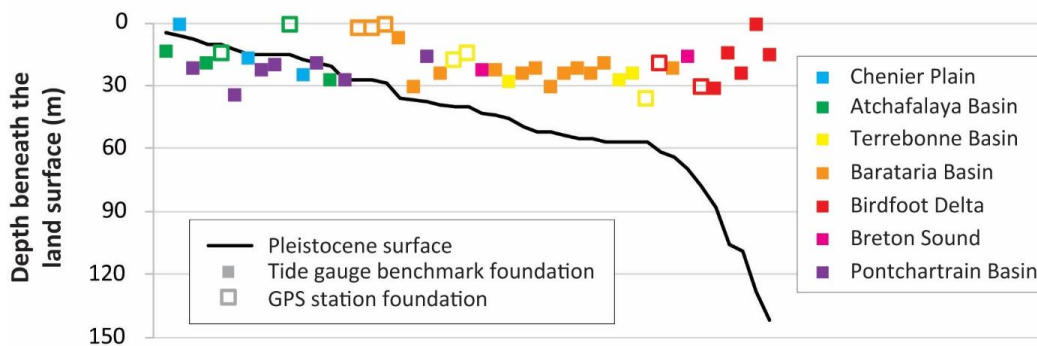 Depth beneath the
land surface (m)
0
30
60
90
120
150
Pleistocene surface
Tide gauge benchmark foundation
GPS station foundation
Chenier Plain
Atchafalaya Basin
Terrebonne Basin
Barataria Basin
Birdfoot Delta
Breton Sound
Pontchartrain Basin